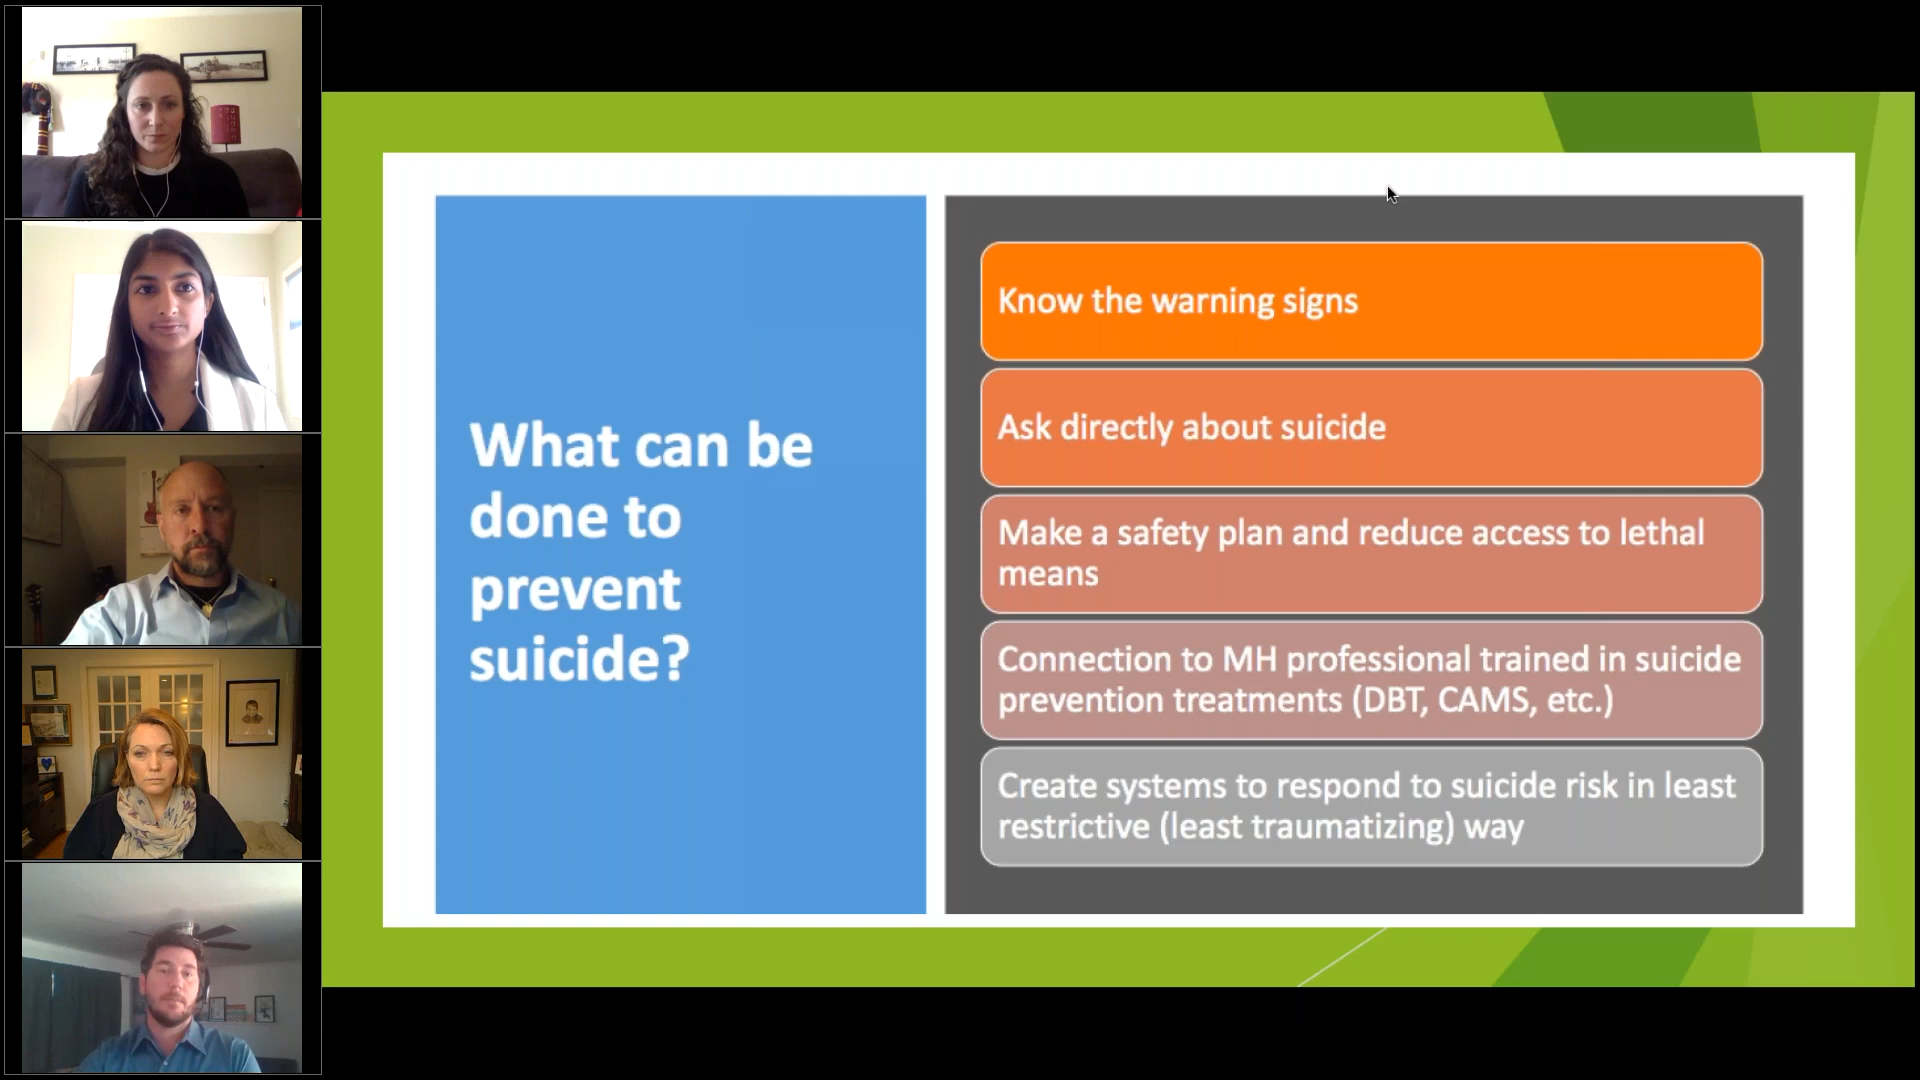 What can be
done to
prevent
suicide?
Know the warning signs
Ask directly about suicide
Make a safety plan and reduce access to lethal
means
Connection to MH professional trained in suicide
prevention treatments (DBT, CAMS, etc.)
Create systems to respond to suicide risk in least
restrictive (least traumatizing) way